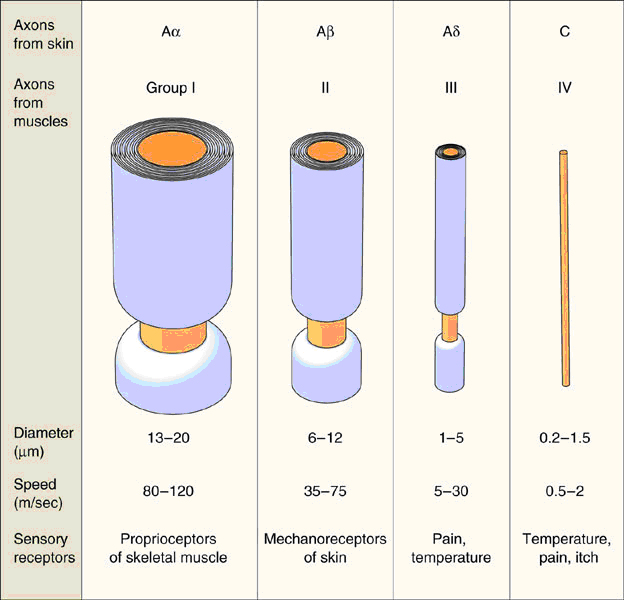 Axons from skin Aα Aβ Aδ C
Axons from muscles Group I II III IV
Diameter (μm) 13–20 6–12 1–5 0.2–1.5
Speed (m/sec) 80–120 35–75 5–30 0.5–2
Sensory receptors Proprioceptors of skeletal muscle Mechanoreceptors of skin Pain, temperature Temperature, pain, itch